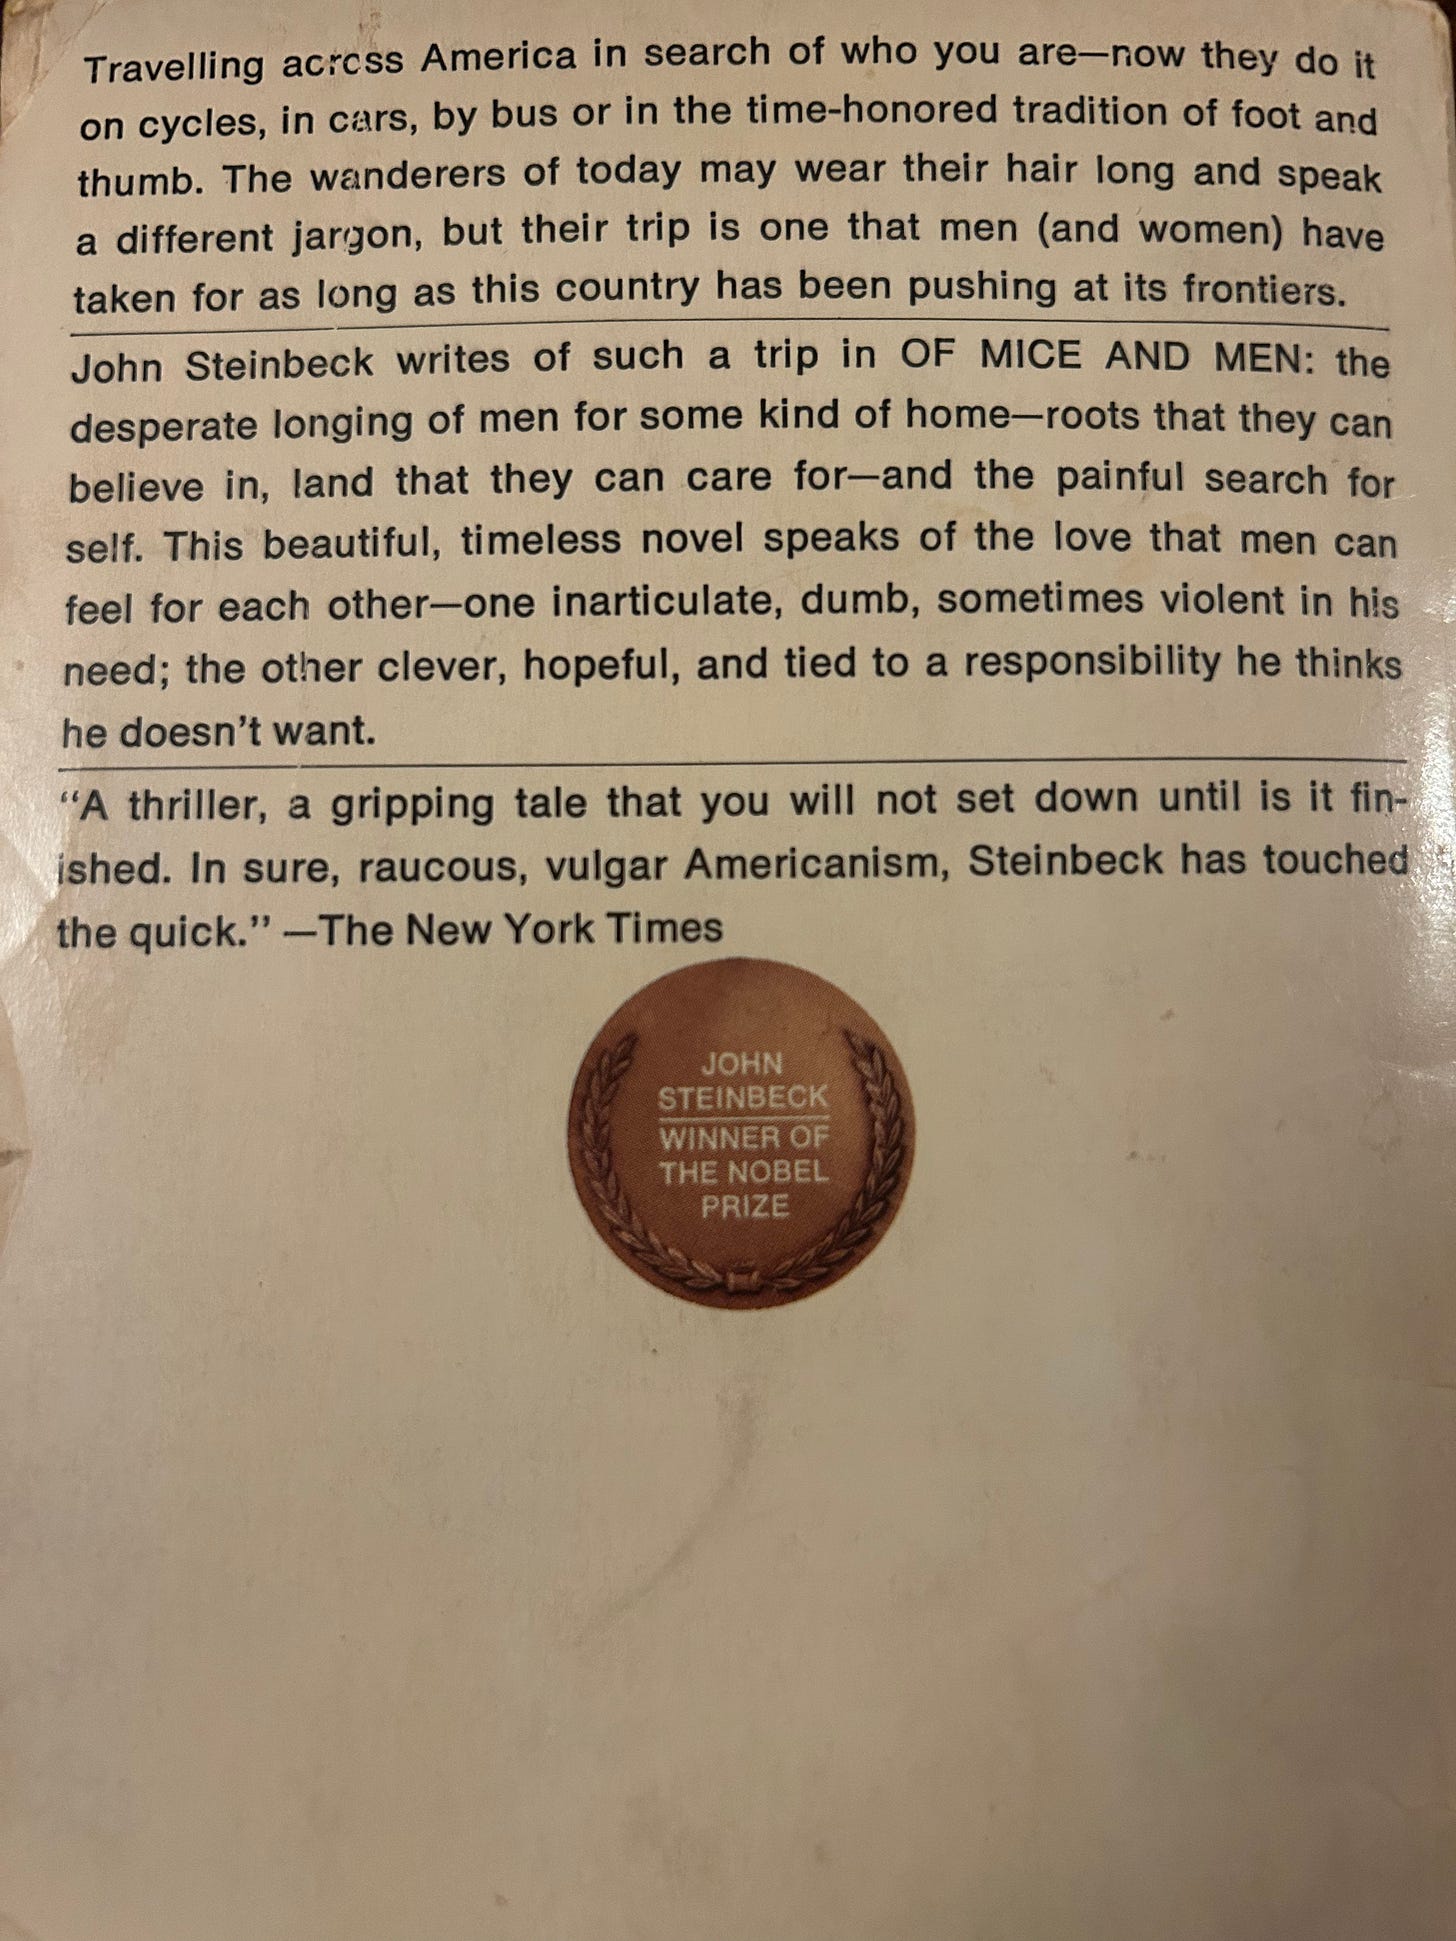 Travelling across America in search of who you are—now they do it
on cycles, in cars, by bus or in the time-honored tradition of foot and
thumb. The wanderers of today may wear their hair long and speak
a different jargon, but their trip is one that men (and women) have
taken for as long as this country has been pushing at its frontiers.
John Steinbeck writes of such a trip in OF MICE AND MEN: the
desperate longing of men for some kind of home—roots that they can
believe in, land that they can care for—and the painful search for
self. This beautiful, timeless novel speaks of the love that men can
feel for each other—one inarticulate, dumb, sometimes violent in his
need; the other clever, hopeful, and tied to a responsibility he thinks
he doesn't want.
“A thriller, a gripping tale that you will not set down until is it fin-
ished. In sure, raucous, vulgar Americanism, Steinbeck has touched
the quick.” —The New York Times
JOHN
STEINBECK
WINNER OF
THE NOBEL
PRIZE